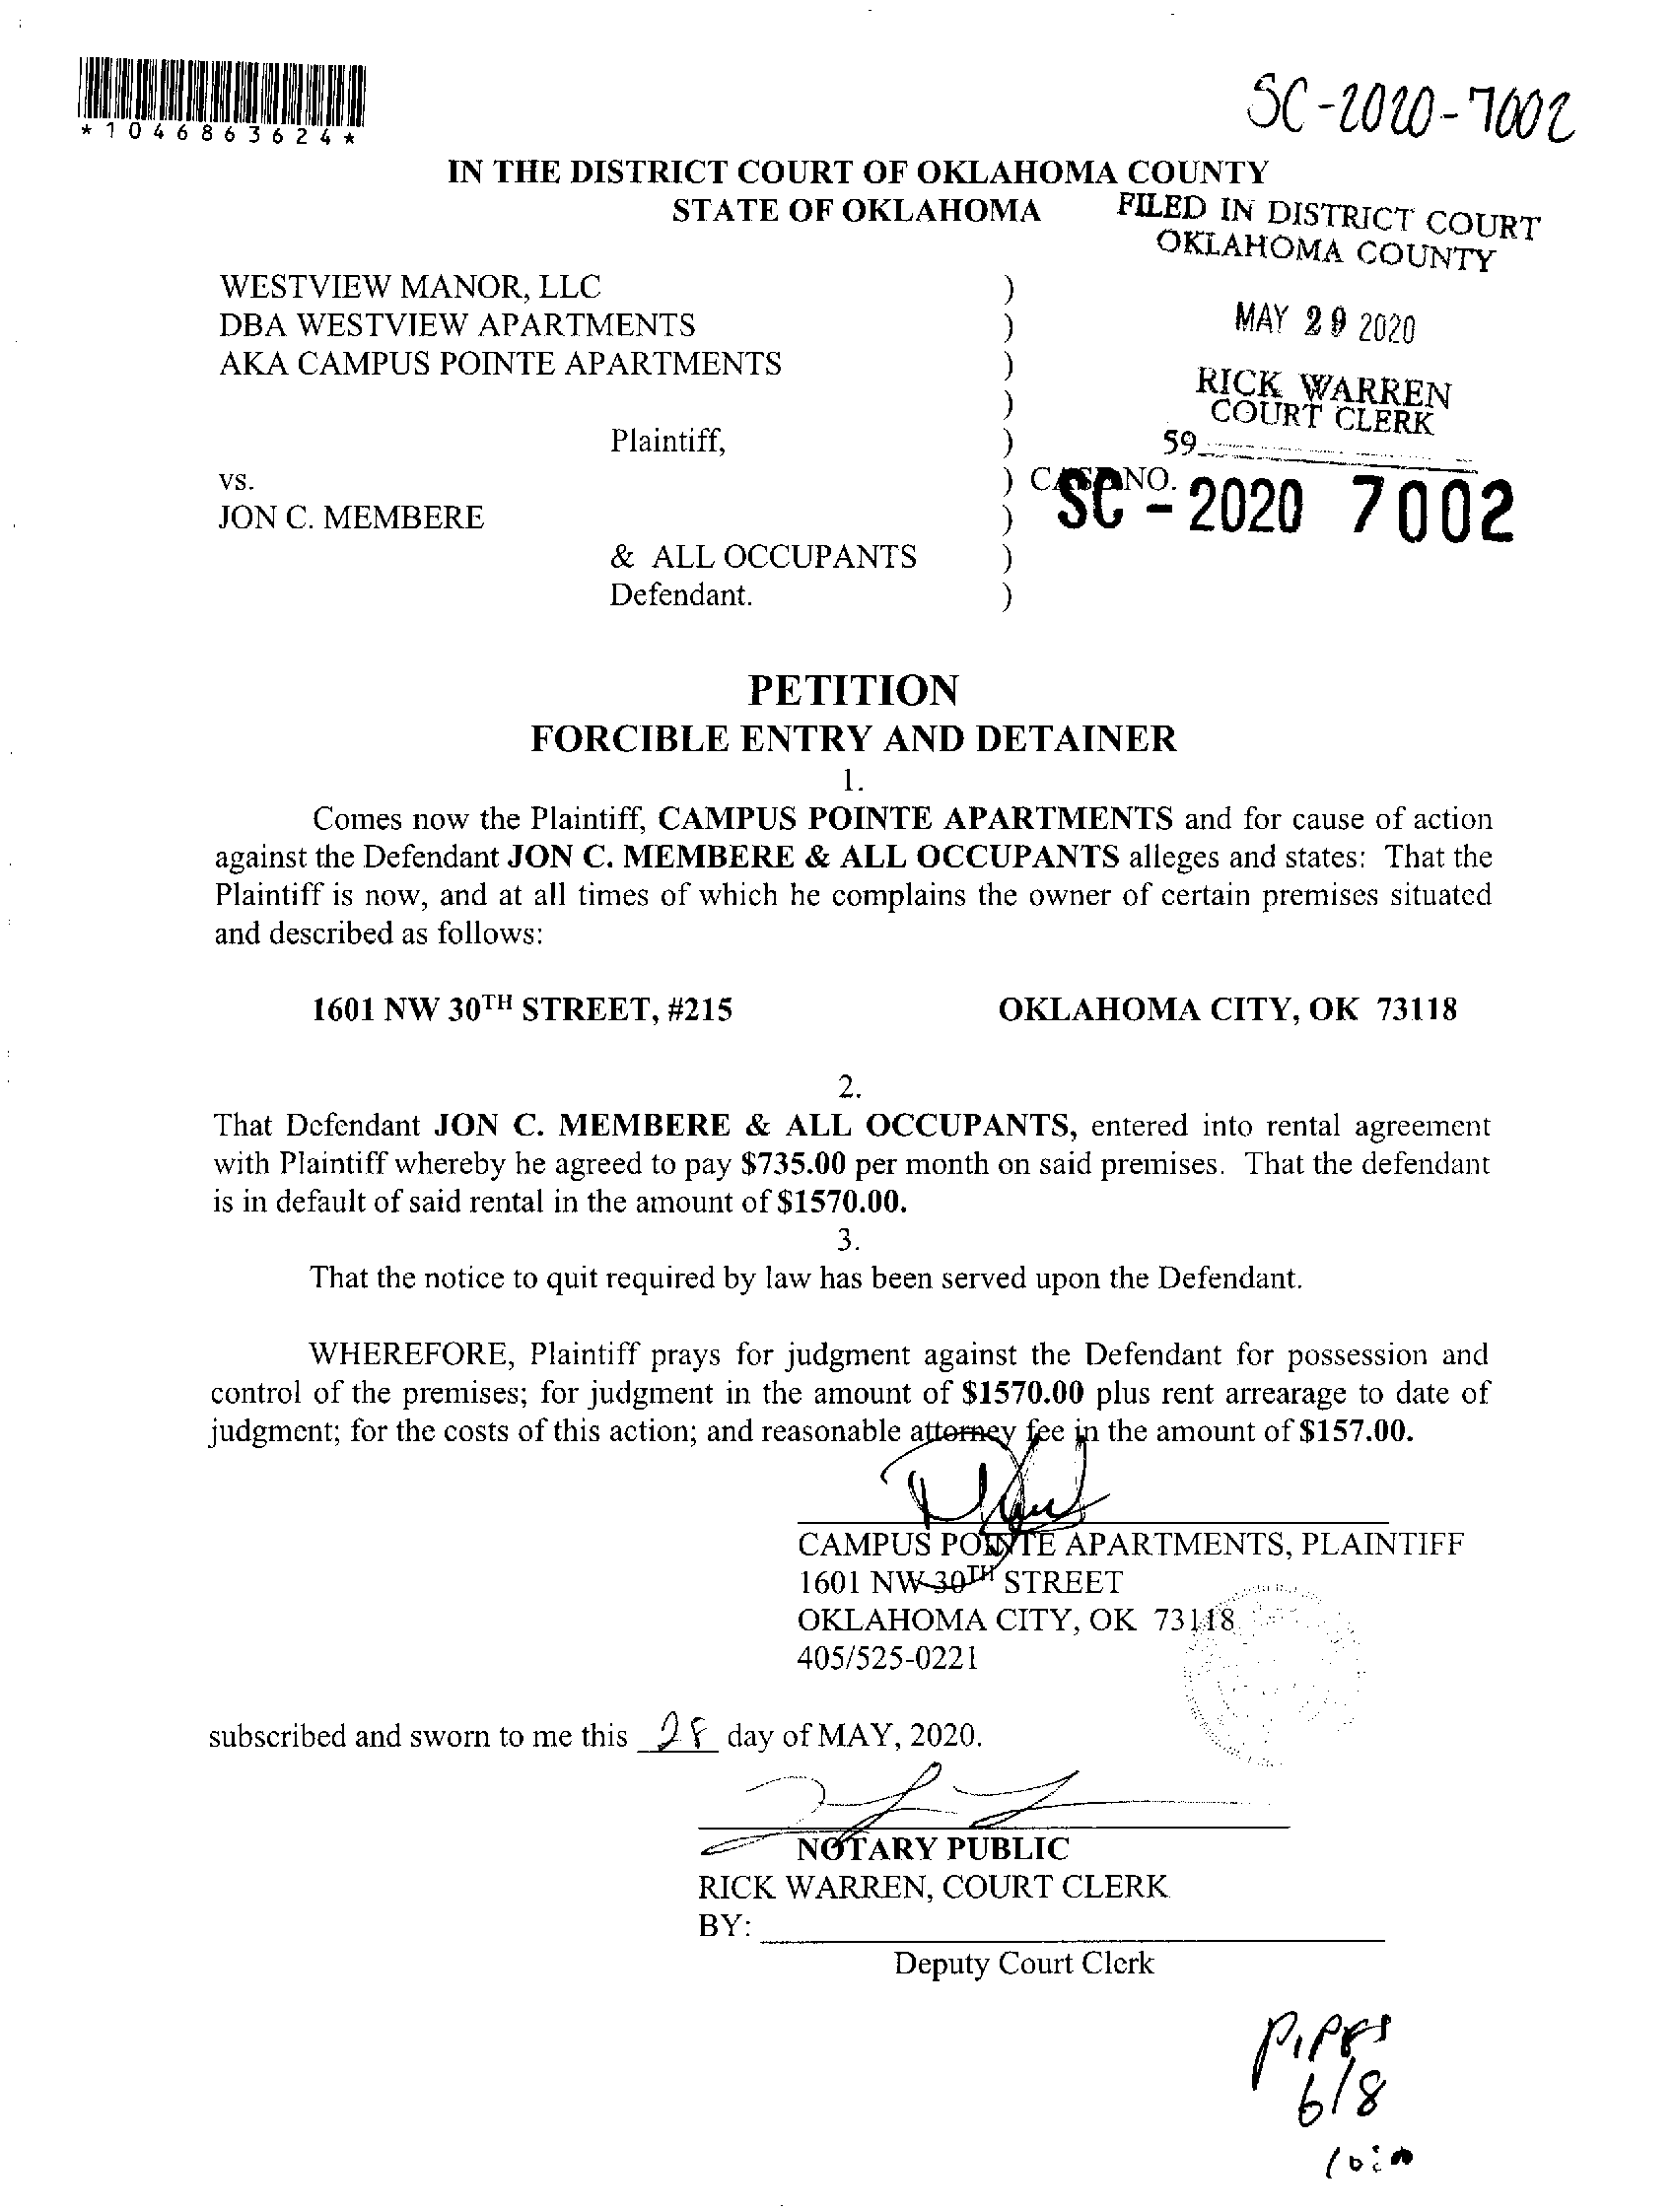 *1046863624*
SC-2020-7002
IN THE DISTRICT COURT OF OKLAHOMA COUNTY
STATE OF OKLAHOMA
FILED IN DISTRICT COURT
OKLAHOMA COUNTY
MAY 29 2020
RICK WARREN
COURT CLERK
59
WESTVIEW MANOR, LLC )
DBA WESTVIEW APARTMENTS )
AKA CAMPUS POINTE APARTMENTS )
)
Plaintiff, )
vs. ) CASE NO.
SC - 2020 7002
JON C. MEMBERE )
& ALL OCCUPANTS )
Defendant. )
PETITION
FORCIBLE ENTRY AND DETAINER
1.
Comes now the Plaintiff, CAMPUS POINTE APARTMENTS and for cause of action
against the Defendant JON C. MEMBERE & ALL OCCUPANTS alleges and states: That the
Plaintiff is now, and at all times of which he complains the owner of certain premises situated
and described as follows:
1601 NW 30TH STREET, #215 OKLAHOMA CITY, OK 73118
2.
That Defendant JON C. MEMBERE & ALL OCCUPANTS, entered into rental agreement
with Plaintiff whereby he agreed to pay $735.00 per month on said premises. That the defendant
is in default of said rental in the amount of $1570.00.
3.
That the notice to quit required by law has been served upon the Defendant.
WHEREFORE, Plaintiff prays for judgment against the Defendant for possession and
control of the premises; for judgment in the amount of $1570.00 plus rent arrearage to date of
judgment; for the costs of this action; and reasonable attorney fee in the amount of $157.00.
CAMPUS POINTE APARTMENTS, PLAINTIFF
1601 NW 30TH STREET
OKLAHOMA CITY, OK 73118
405/525-0221
subscribed and sworn to me this 28 day of MAY, 2020.
NOTARY PUBLIC
RICK WARREN, COURT CLERK
BY:
Deputy Court Clerk
6/8